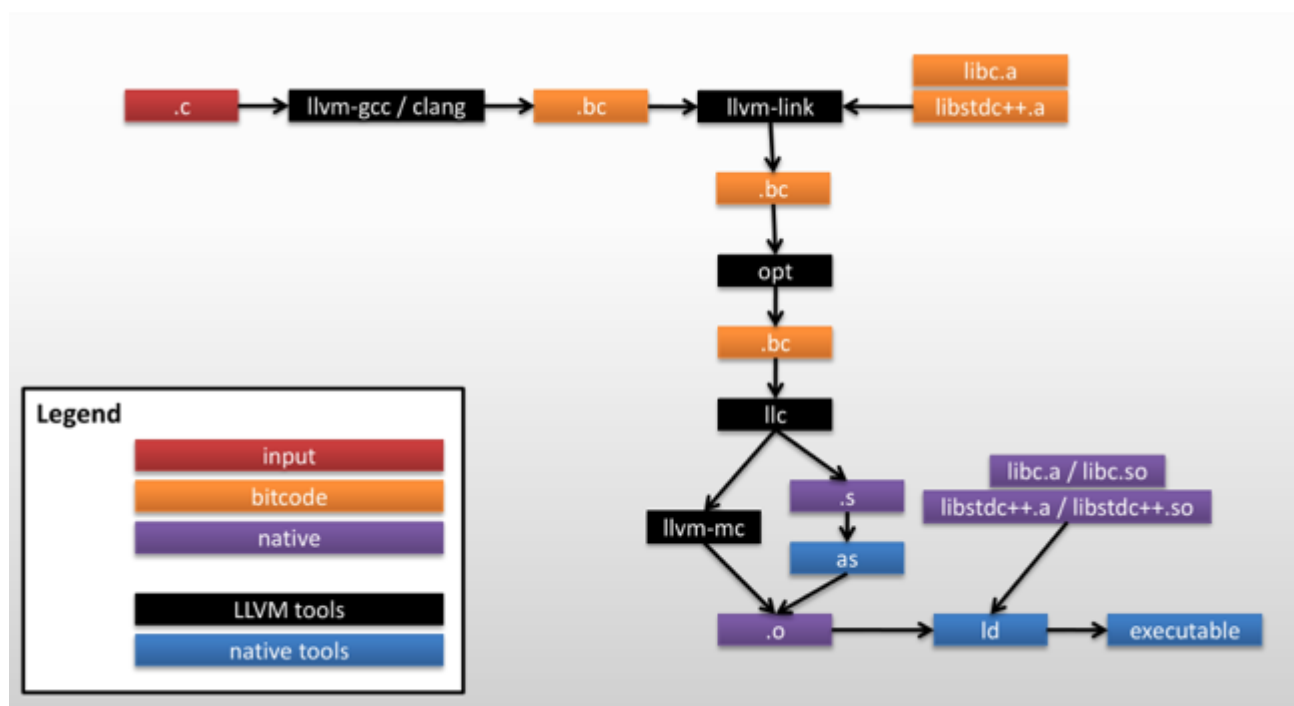 libc.a
.c
llvm-gcc / clang
.bc
llvm-link
libstdc++.a
.bc
opt
.bc
llc
Legend
input
bitcode
native
LLVM tools
native tools
libc.a / libc.so
.s
libstdc++.a / libstdc++.so
llvm-mc
as
.o
ld
executable